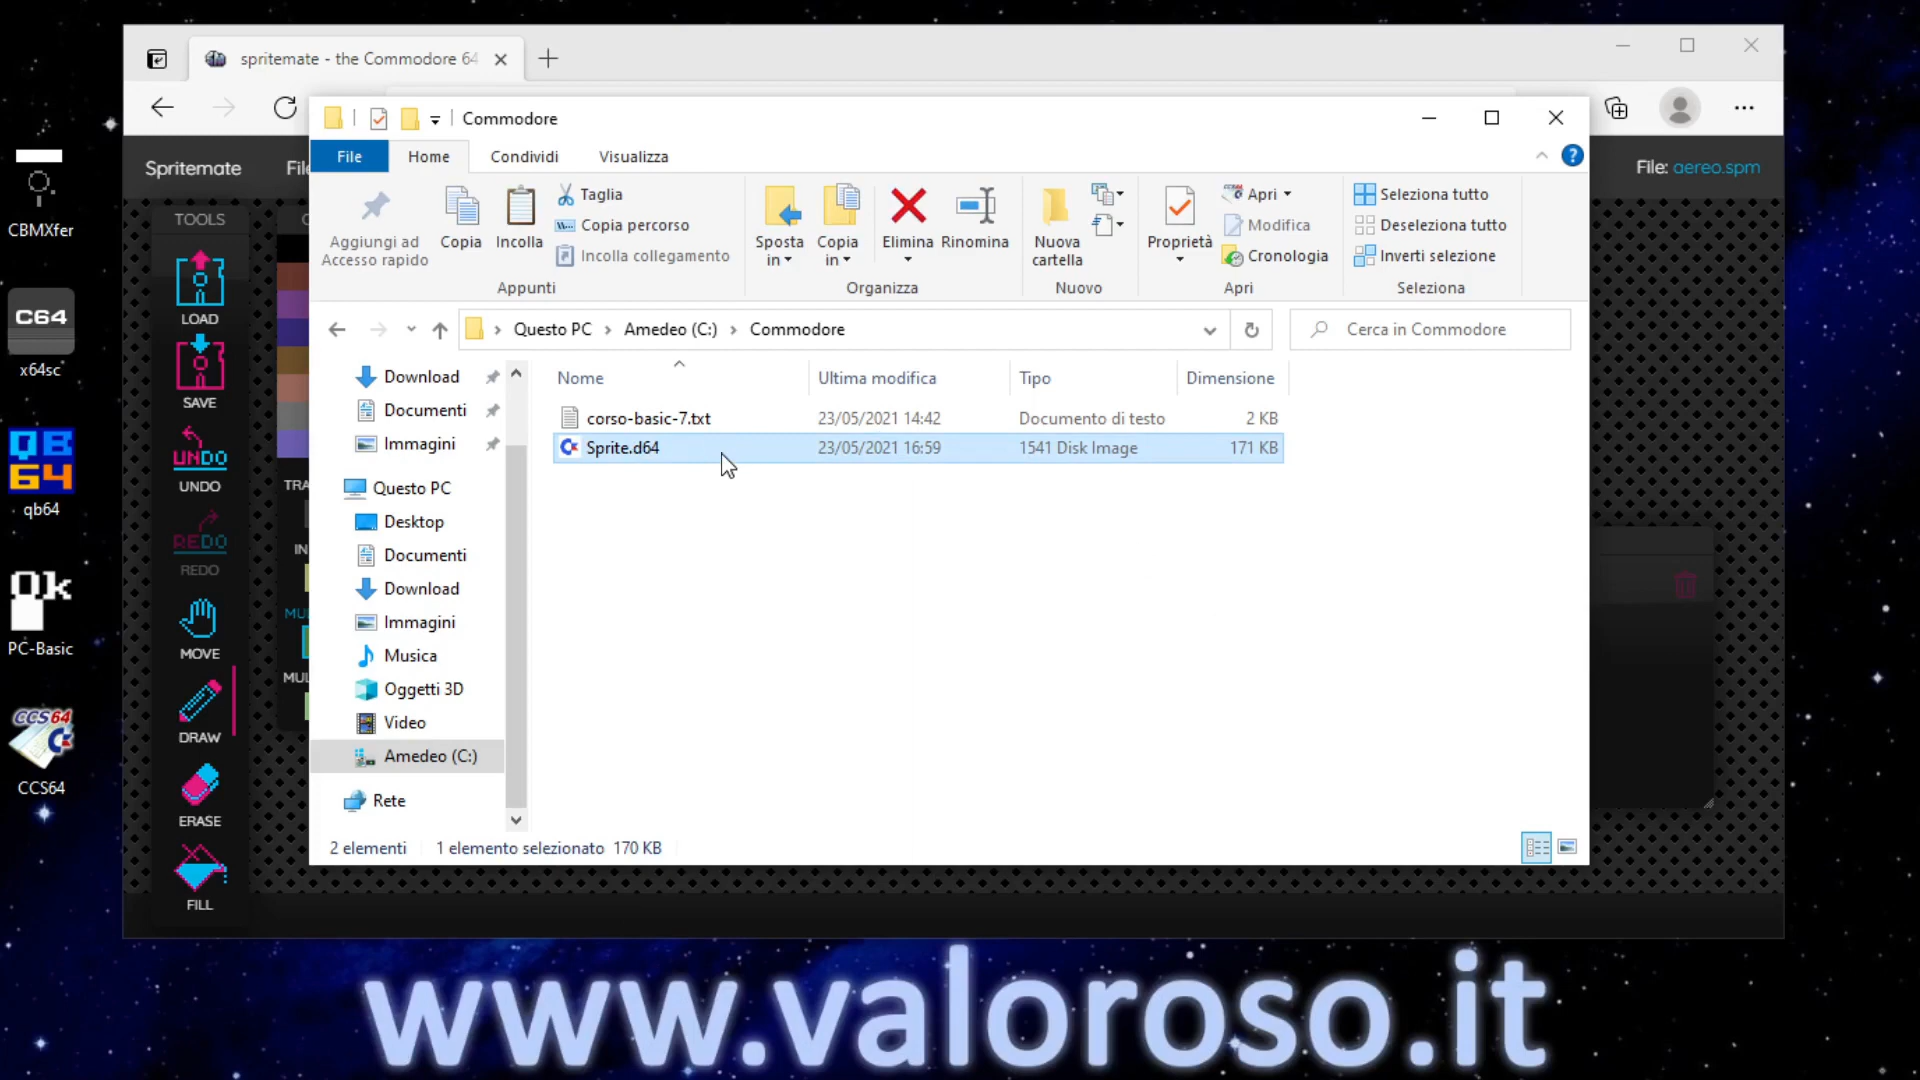 spritemate - the Commodore 64
Commodore
Spritemate
File: aereo.spm
File
Home
Condividi
Visualizza
Aggiungi ad
Accesso rapido
Copia
Incolla
Taglia
Copia percorso
Incolla collegamento
Appunti
Sposta
in
Copia
in
Elimina
Rinomina
Organizza
Nuova
cartella
Nuovo
Proprietà
Apri
Modifica
Cronologia
Apri
Seleziona tutto
Deseleziona tutto
Inverti selezione
Seleziona
Questo PC
Amedeo (C:)
Commodore
Cerca in Commodore
Nome
Ultima modifica
Tipo
Dimensione
corso-basic-7.txt 23/05/2021 14:42 Documento di testo 2 KB
Sprite.d64 23/05/2021 16:59 1541 Disk Image 171 KB
Download
Documenti
Immagini
Questo PC
Desktop
Documenti
Download
Immagini
Musica
Oggetti 3D
Video
Amedeo (C:)
Rete
2 elementi 1 elemento selezionato 170 KB
TOOLS
LOAD
SAVE
UNDO
UNDO
REDO
REDO
MOVE
DRAW
ERASE
FILL
CBMXfer
C64
x64sc
QB
64
qb64
Ok
PC-Basic
CCS64
CCS64
www.valoroso.it